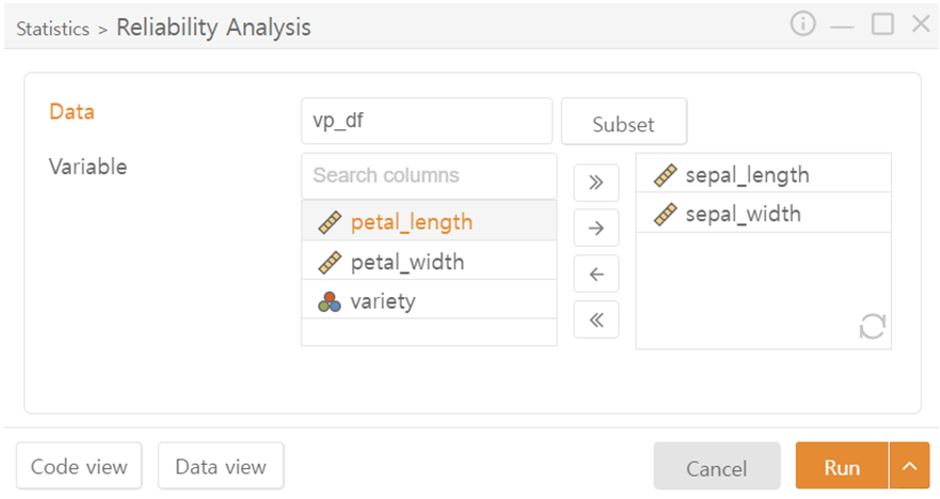 Statistics > Reliability Analysis
Data
vp_df
Subset
Variable
Search columns
petal_length
petal_width
variety
sepal_length
sepal_width
Code view
Data view
Cancel
Run